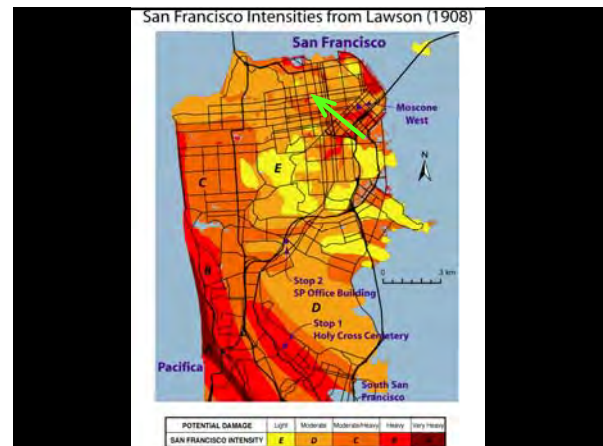 San Francisco Intensities from Lawson (1908)
San Francisco
Moscone
West
N
E
C
0 3 km
B
Stop 2
SP Office Building
D
Stop 1
Holy Cross Cemetery
Pacifica
South San
Francisco
POTENTIAL DAMAGE Light Moderate Moderate/Heavy Heavy Very Heavy
SAN FRANCISCO INTENSITY E D C B